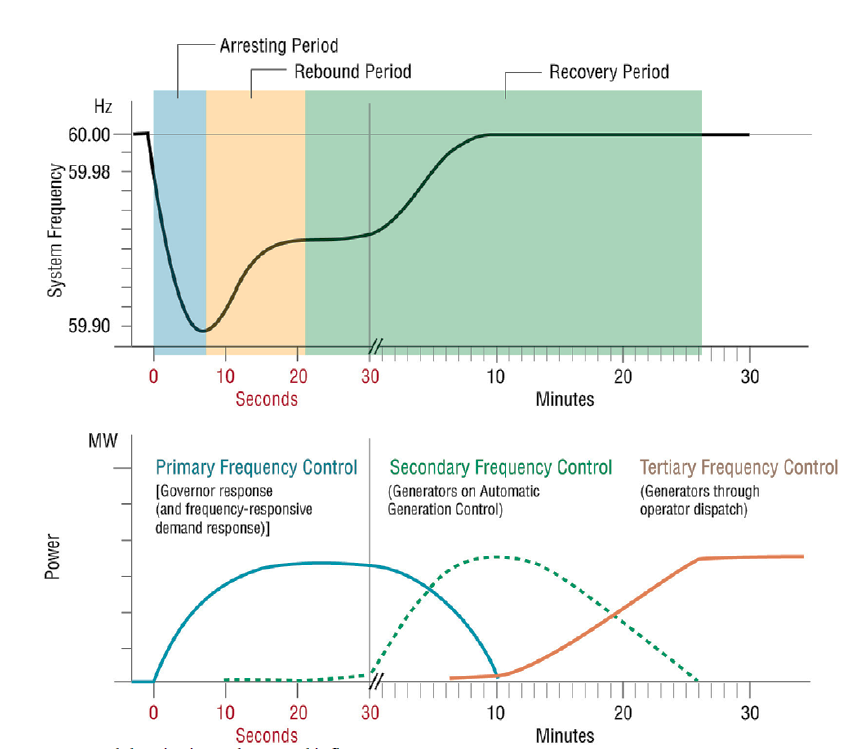 Arresting Period
Rebound Period
Recovery Period
Hz
60.00
59.98
59.90
System Frequency
0 10 20 30 10 20 30
Seconds Minutes
MW
Primary Frequency Control
[Governor response
(and frequency-responsive
demand response)]
Secondary Frequency Control
(Generators on Automatic
Generation Control)
Tertiary Frequency Control
(Generators through
operator dispatch)
Power
0 10 20 30 10 20 30
Seconds Minutes